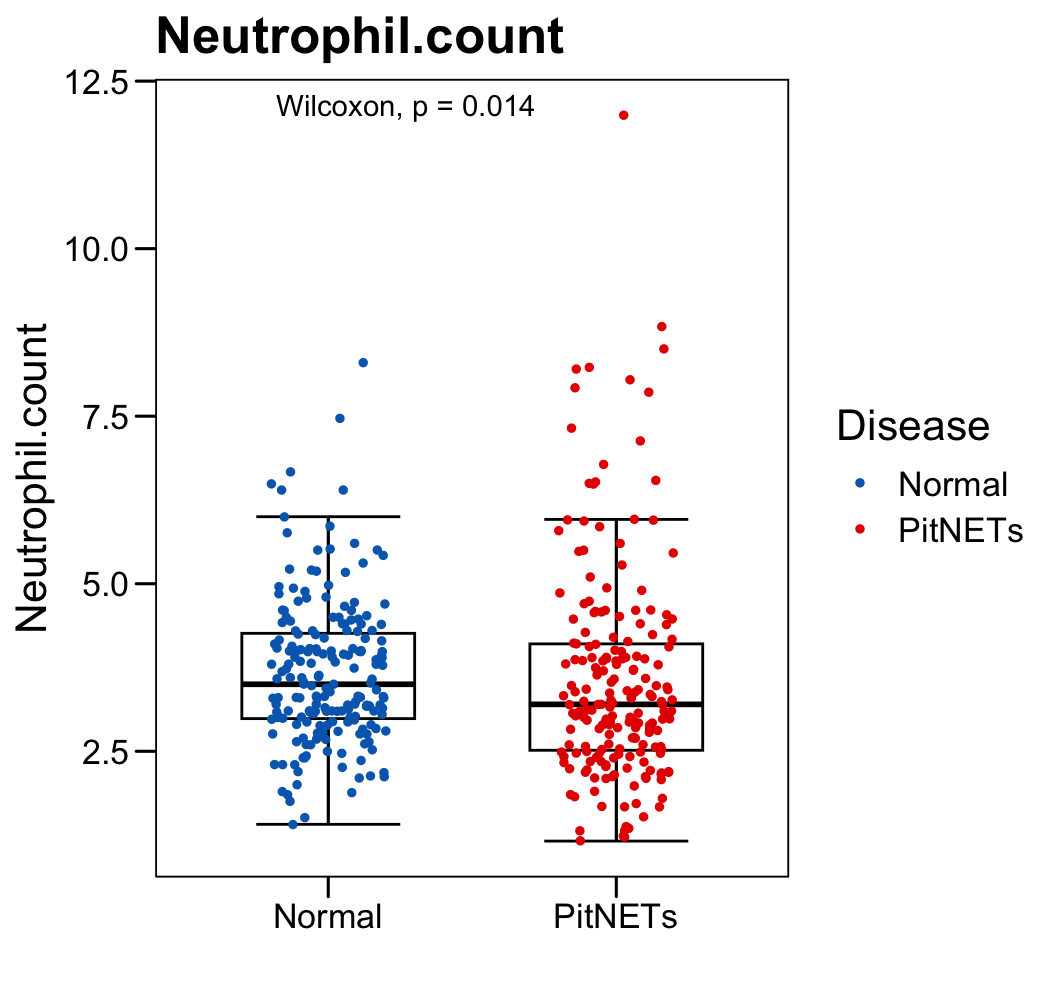 Neutrophil.count
Wilcoxon, p = 0.014
12.5
10.0
7.5
5.0
2.5
Neutrophil.count
Normal
PitNETs
Disease
Normal
PitNETs